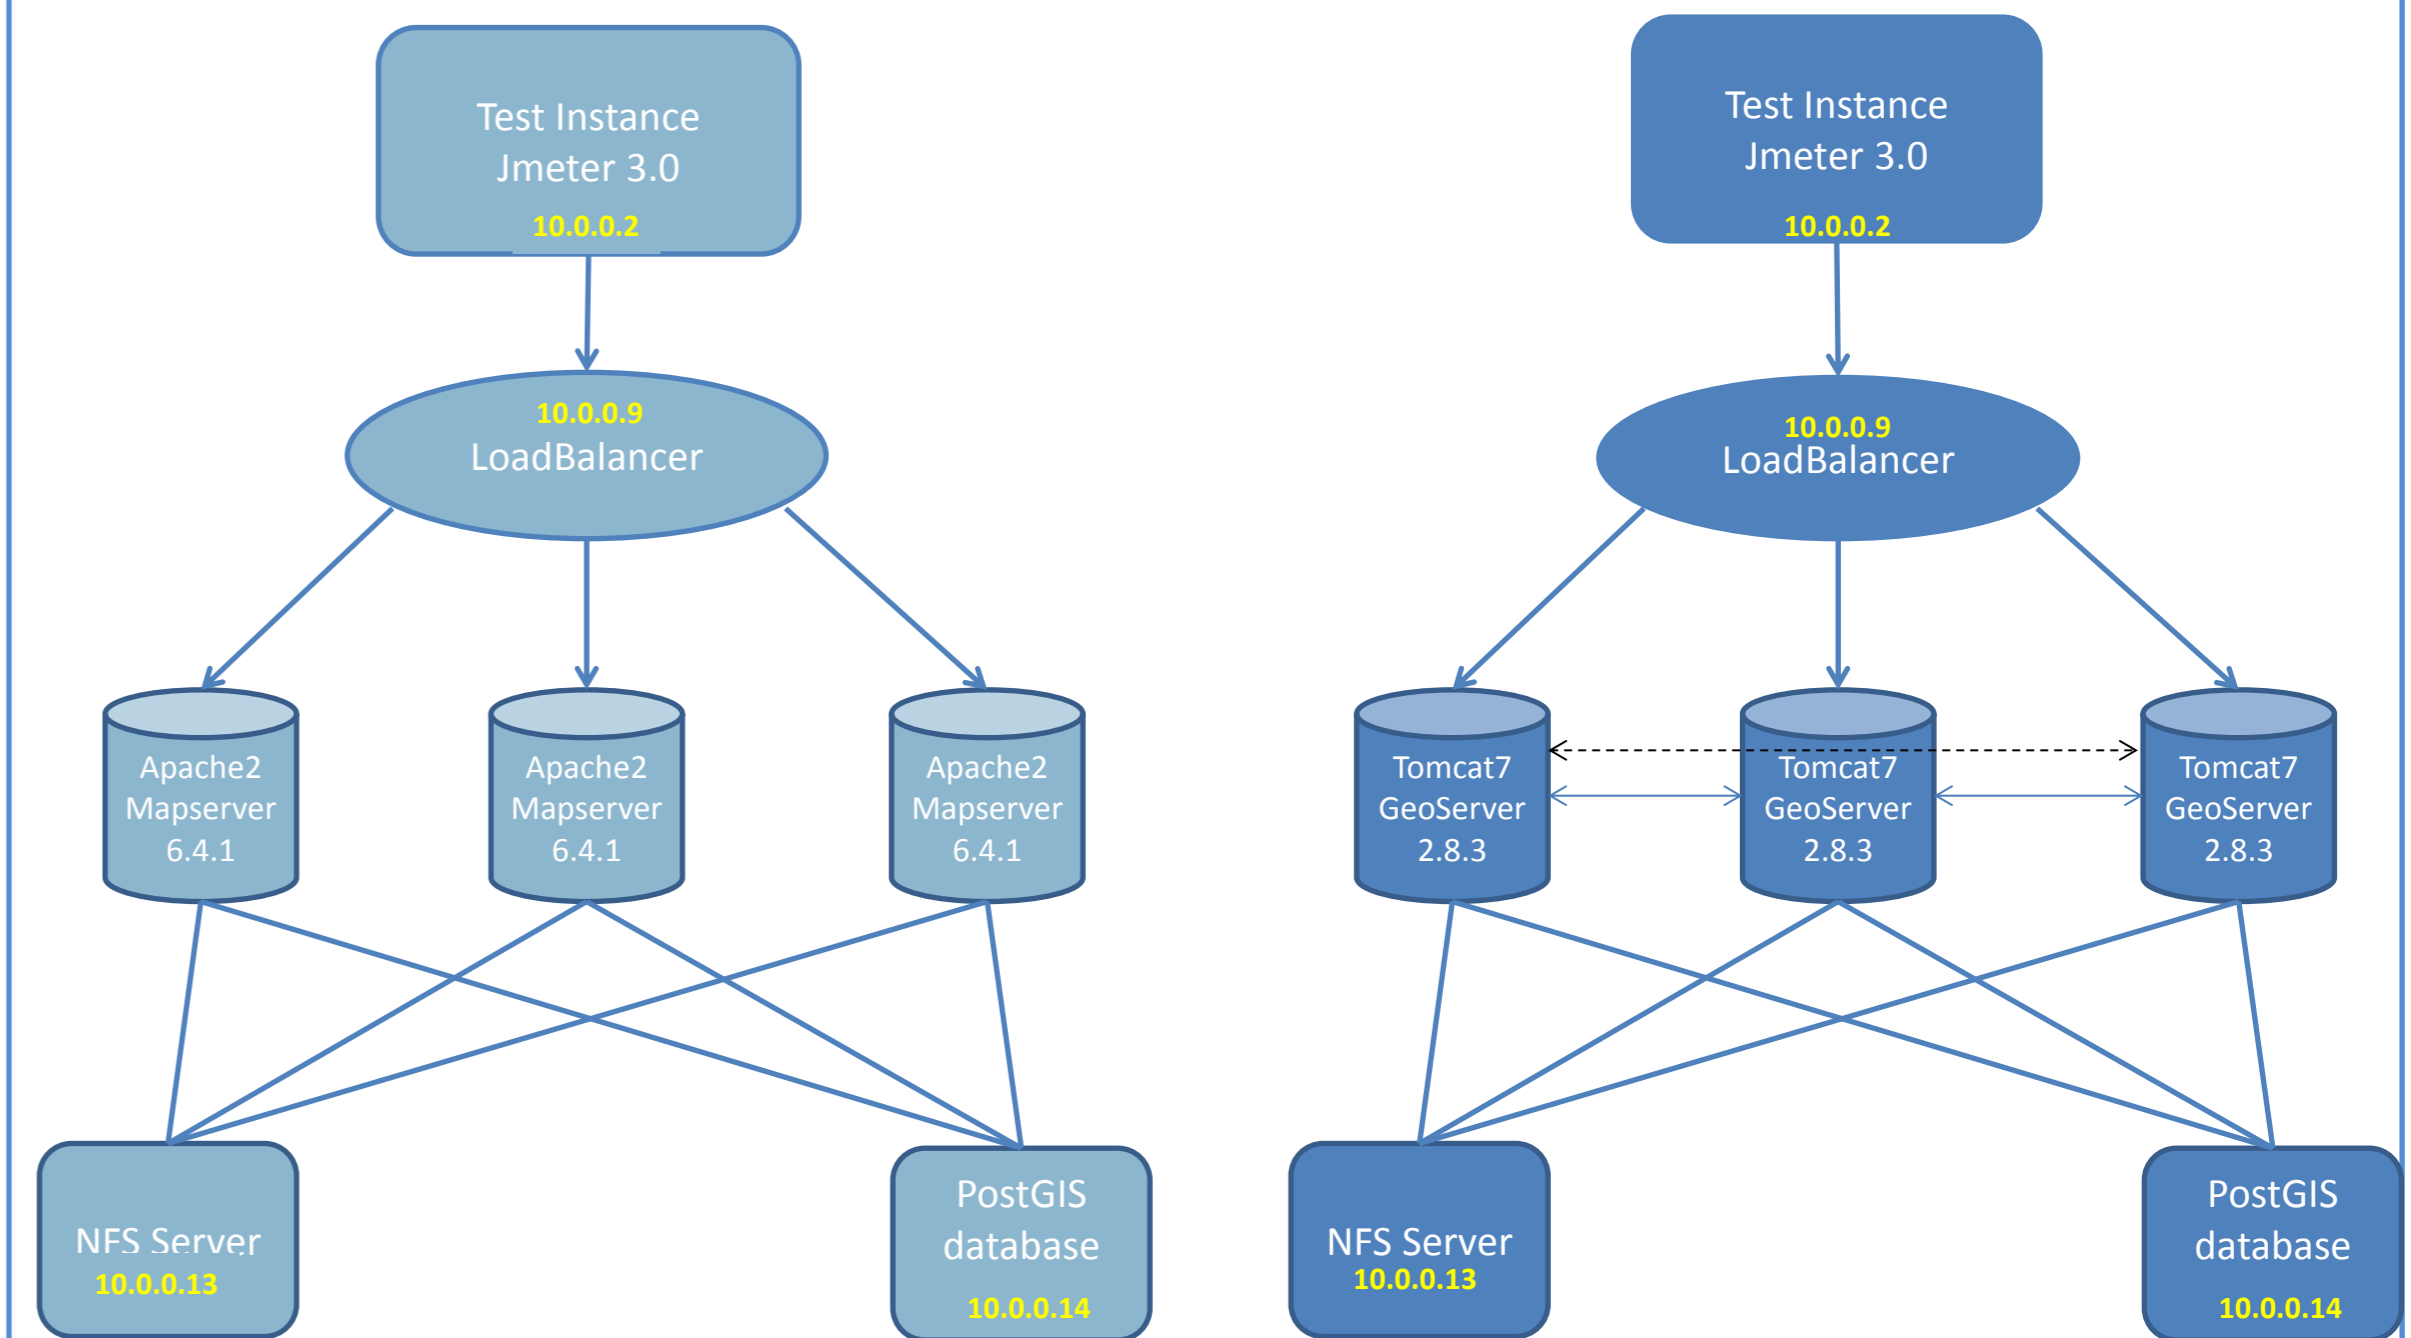 Test Instance
Jmeter 3.0
10.0.0.2
10.0.0.9
LoadBalancer
Apache2
Mapserver
6.4.1
Apache2
Mapserver
6.4.1
Apache2
Mapserver
6.4.1
NFS Server
10.0.0.13
PostGIS
database
10.0.0.14
Test Instance
Jmeter 3.0
10.0.0.2
10.0.0.9
LoadBalancer
Tomcat7
GeoServer
2.8.3
Tomcat7
GeoServer
2.8.3
Tomcat7
GeoServer
2.8.3
NFS Server
10.0.0.13
PostGIS
database
10.0.0.14